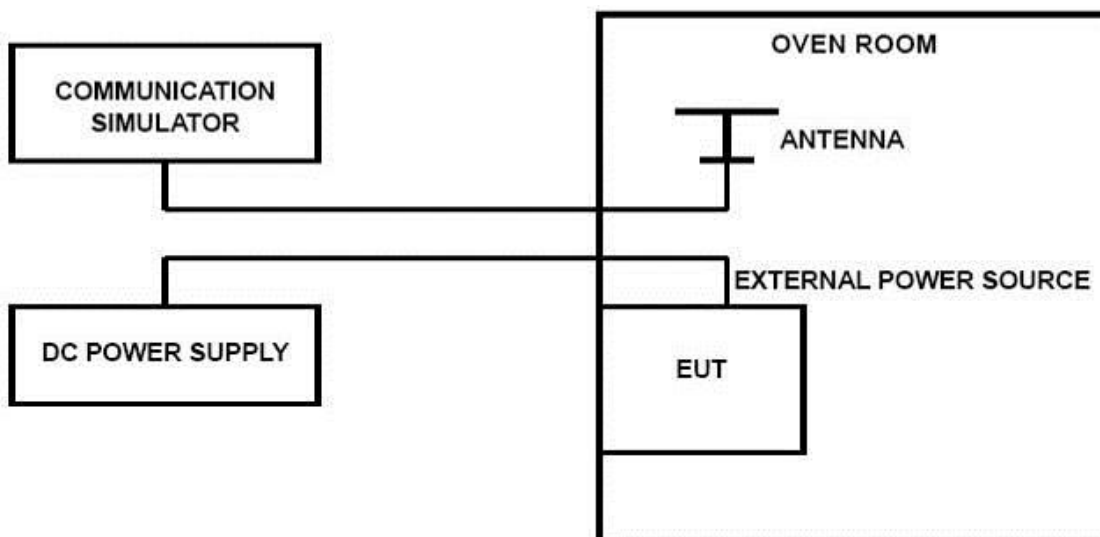 OVEN ROOM
COMMUNICATION
SIMULATOR
ANTENNA
EXTERNAL POWER SOURCE
DC POWER SUPPLY
EUT